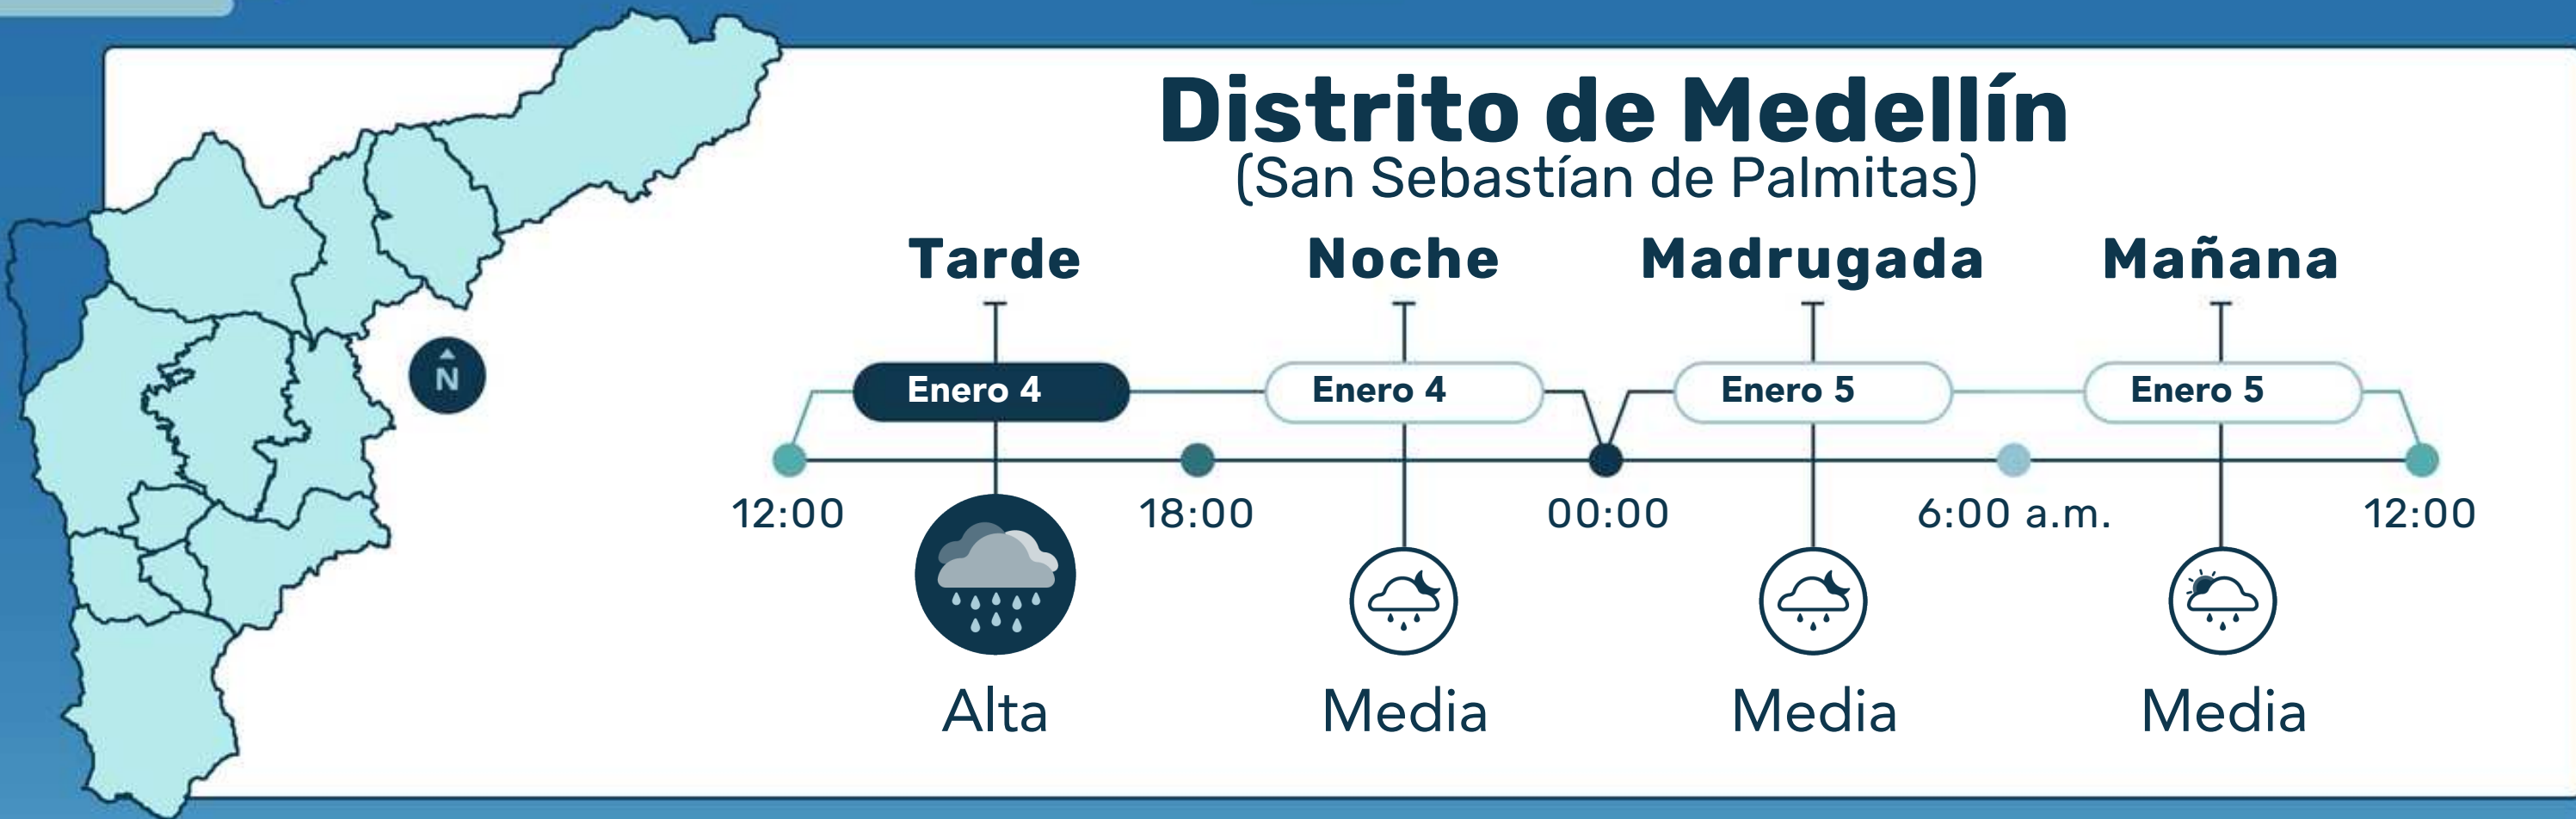 Distrito de Medellín
(San Sebastían de Palmitas)
Tarde Noche Madrugada Mañana
N
Enero 4 Enero 4 Enero 5 Enero 5
12:00 18:00 00:00 6:00 a.m. 12:00
Alta Media Media Media